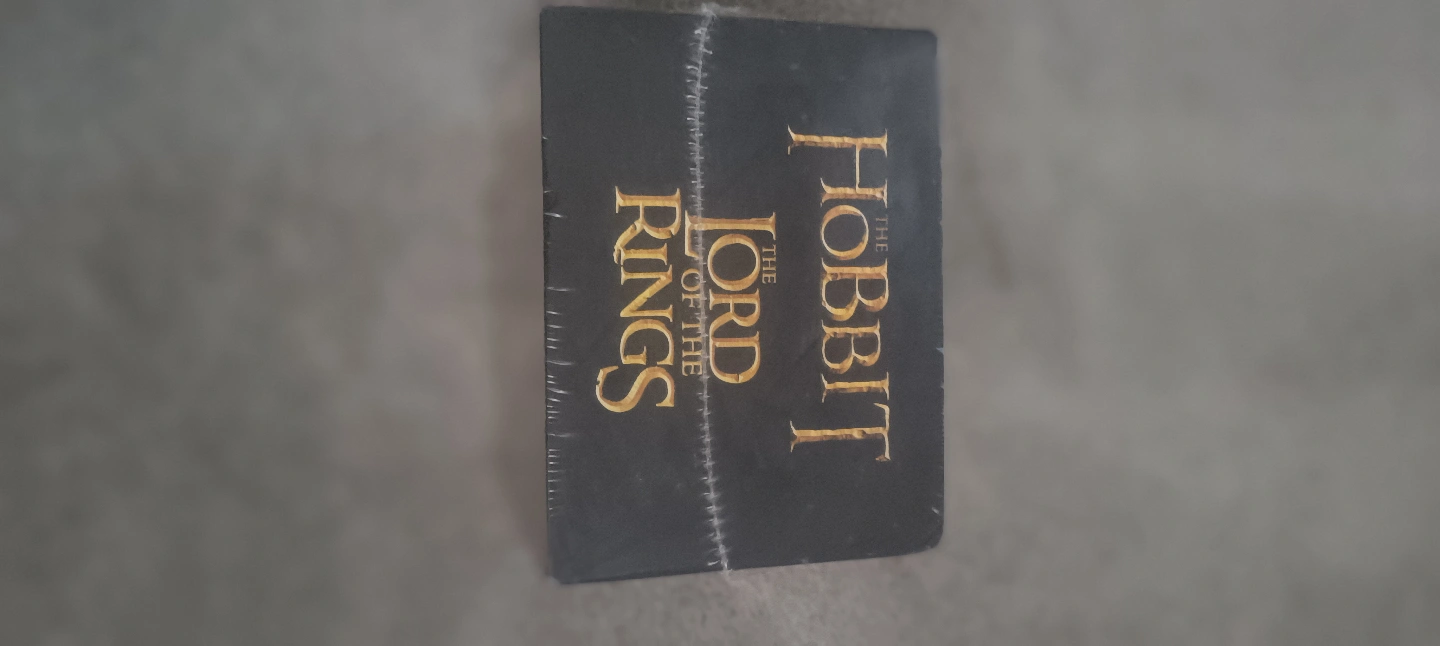 THE
HOBBIT
THE
LORD
OF THE
RINGS